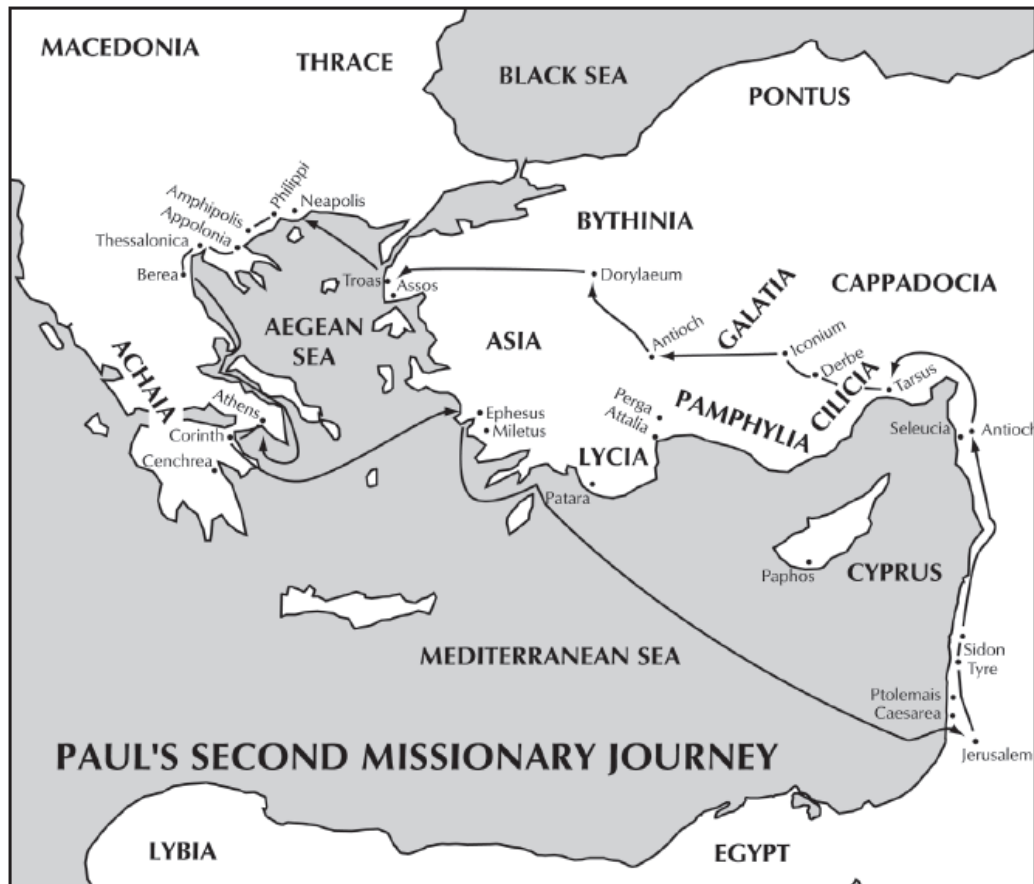 MACEDONIA
THRACE
BLACK SEA
PONTUS
Philippi
Neapolis
Amphipolis
Appolonia
Thessalonica
Berea
BYTHINIA
Troas
Assos
Dorylaeum
CAPPADOCIA
GALATIA
AEGEAN
SEA
ASIA
Antioch
Iconium
Derbe
Tarsus
CILICIA
ACHAIA
Athens
Corinth
Cenchrea
Ephesus
Miletus
Perga
Attalia
PAMPHYLIA
Seleucia
Antioch
LYCIA
Patara
Paphos
CYPRUS
MEDITERRANEAN SEA
Sidon
Tyre
Ptolemais
Caesarea
Jerusalem
PAUL'S SECOND MISSIONARY JOURNEY
LYBIA
EGYPT